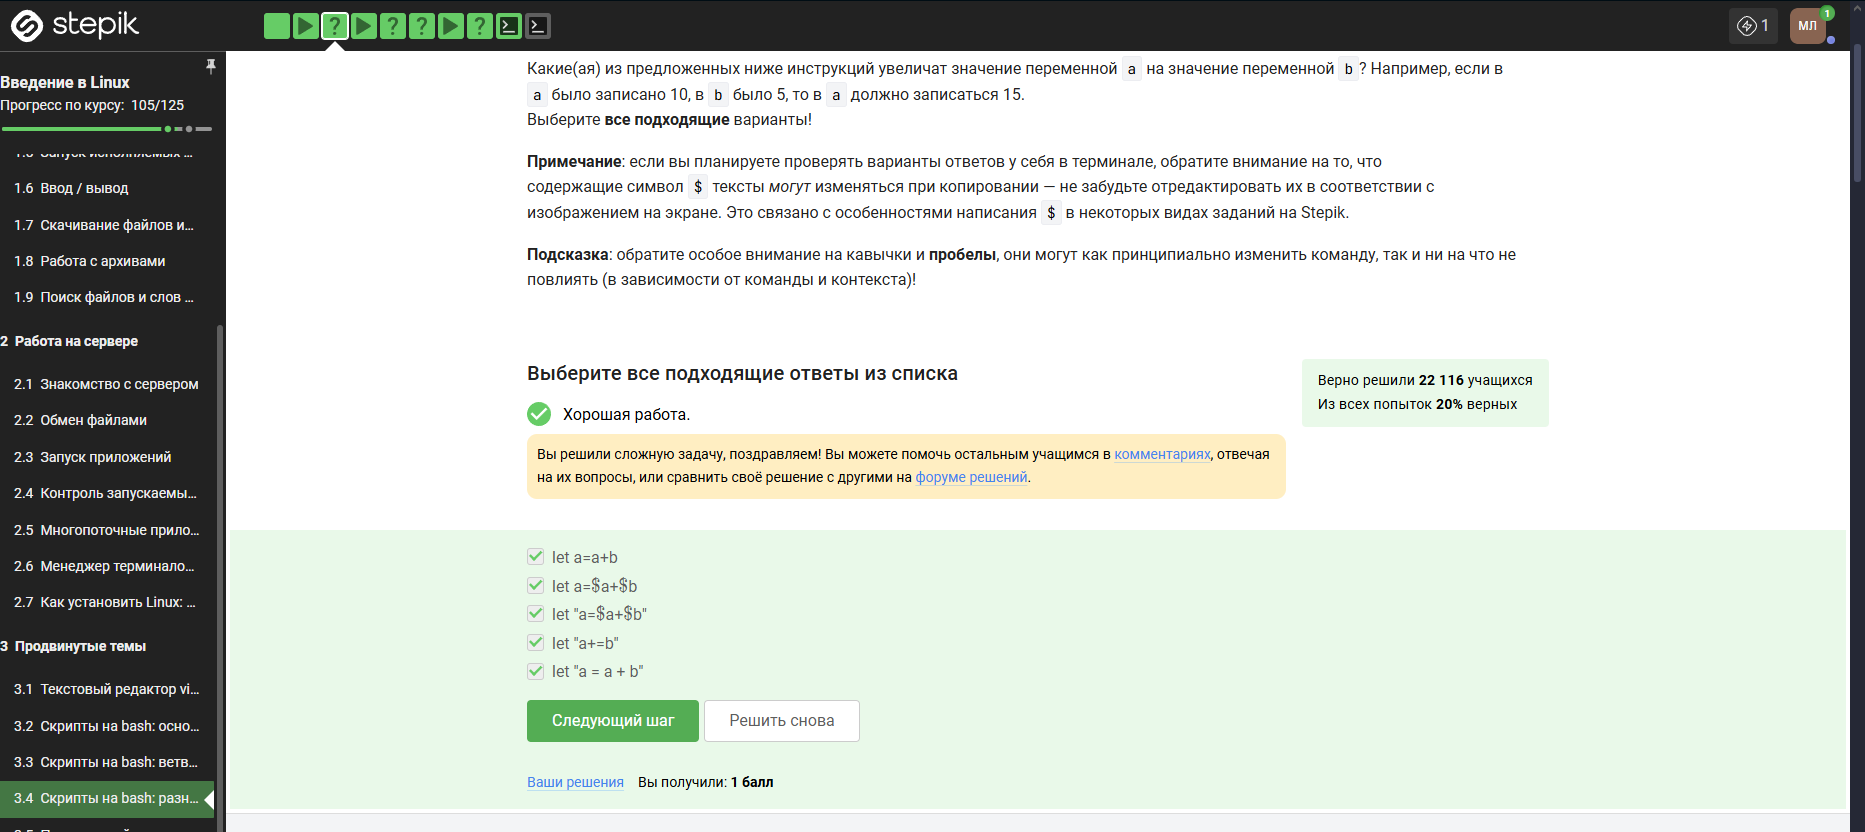 stepik
1
МЛ
1
Введение в Linux
Прогресс по курсу: 105/125
1.6 Ввод / вывод
1.7 Скачивание файлов и...
1.8 Работа с архивами
1.9 Поиск файлов и слов ...
2 Работа на сервере
2.1 Знакомство с сервером
2.2 Обмен файлами
2.3 Запуск приложений
2.4 Контроль запускаемы...
2.5 Многопоточные прило...
2.6 Менеджер терминало...
2.7 Как установить Linux: ...
3 Продвинутые темы
3.1 Текстовый редактор vi...
3.2 Скрипты на bash: осно...
3.3 Скрипты на bash: ветв...
3.4 Скрипты на bash: разн...
Какие(ая) из предложенных ниже инструкций увеличат значение переменной a на значение переменной b ? Например, если в
a было записано 10, в b было 5, то в a должно записаться 15.
Выберите все подходящие варианты!
Примечание: если вы планируете проверять варианты ответов у себя в терминале, обратите внимание на то, что
содержащие символ $ тексты могут изменяться при копировании — не забудьте отредактировать их в соответствии с
изображением на экране. Это связано с особенностями написания $ в некоторых видах заданий на Stepik.
Подсказка: обратите особое внимание на кавычки и пробелы, они могут как принципиально изменить команду, так и ни на что не
повлиять (в зависимости от команды и контекста)!
Выберите все подходящие ответы из списка
Верно решили 22 116 учащихся
Из всех попыток 20% верных
Хорошая работа.
Вы решили сложную задачу, поздравляем! Вы можете помочь остальным учащимся в комментариях, отвечая
на их вопросы, или сравнить своё решение с другими на форуме решений.
let a=a+b
let a=$a+$b
let "a=$a+$b"
let "a+=b"
let "a = a + b"
Следующий шаг
Решить снова
Ваши решения Вы получили: 1 балл